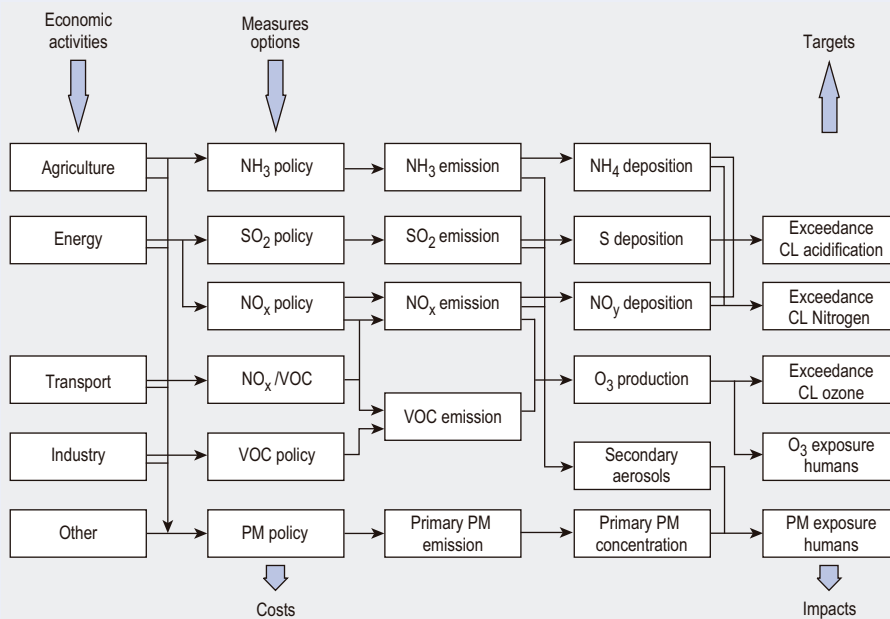 Economic
activities
Measures
options
Targets
Agriculture
NH₃ policy
NH₃ emission
NH₄ deposition
Energy
SO₂ policy
SO₂ emission
S deposition
Exceedance
CL acidification
NOₓ policy
NOₓ emission
NOᵧ deposition
Exceedance
CL Nitrogen
Transport
NOₓ/VOC
VOC emission
O₃ production
Exceedance
CL ozone
Industry
VOC policy
Secondary
aerosols
O₃ exposure
humans
Other
PM policy
Primary PM
emission
Primary PM
concentration
PM exposure
humans
Costs
Impacts